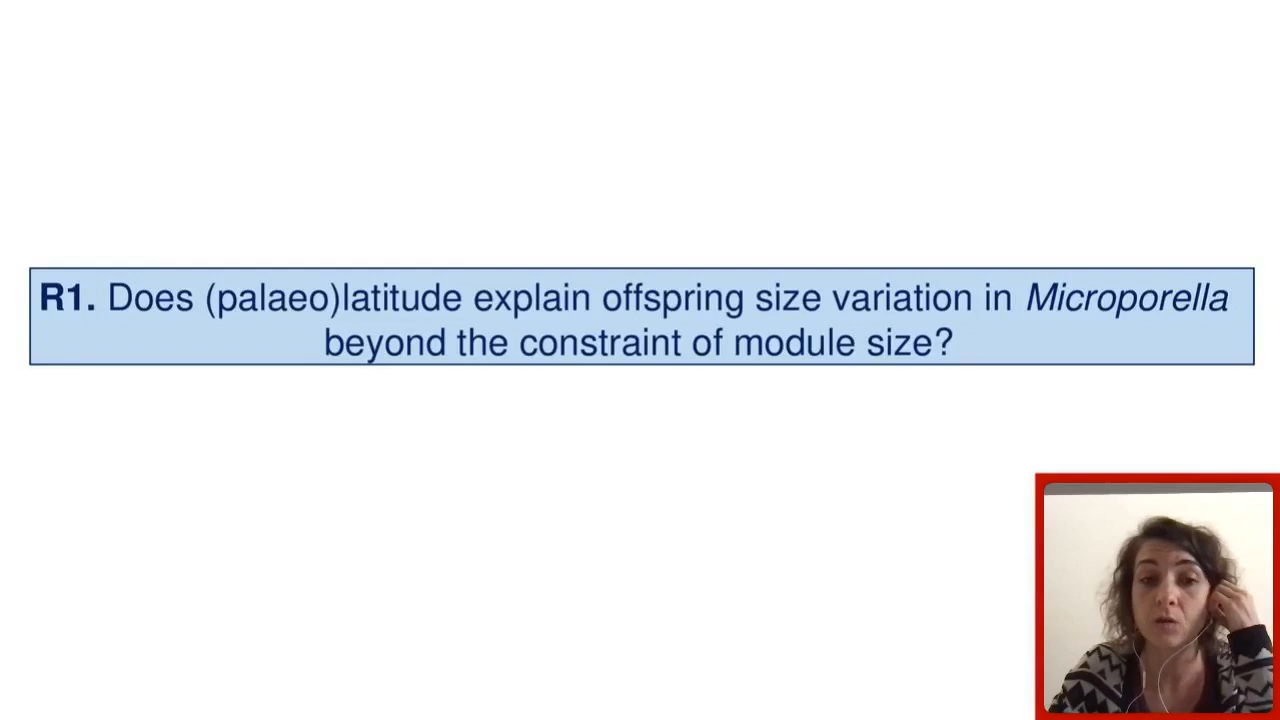 R1. Does (palaeo)latitude explain offspring size variation in Microporella
beyond the constraint of module size?